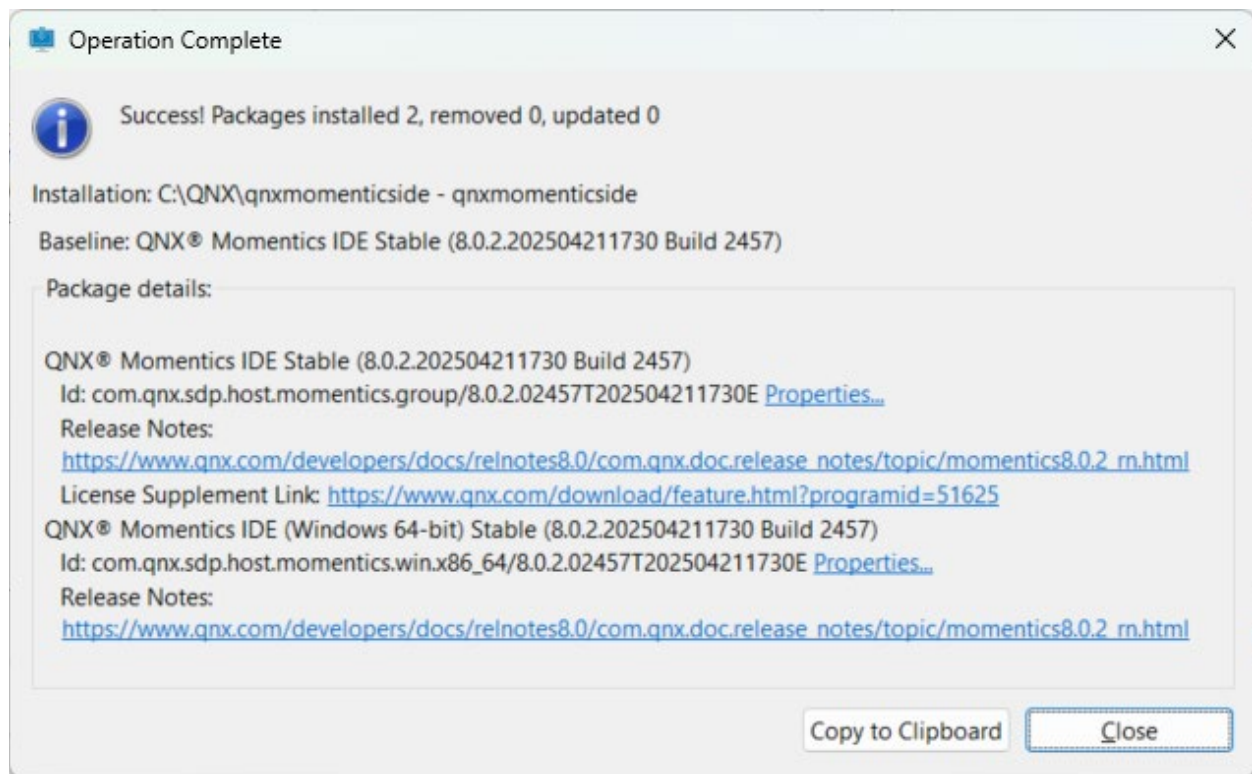 Operation Complete
Success! Packages installed 2, removed 0, updated 0
Installation: C:\QNX\qnxmomenticside - qnxmomenticside
Baseline: QNX® Momentics IDE Stable (8.0.2.202504211730 Build 2457)
Package details:
QNX® Momentics IDE Stable (8.0.2.202504211730 Build 2457)
Id: com.qnx.sdp.host.momentics.group/8.0.2.02457T202504211730E Properties...
Release Notes:
https://www.qnx.com/developers/docs/relnotes8.0/com.qnx.doc.release_notes/topic/momentics8.0.2_rn.html
License Supplement Link: https://www.qnx.com/download/feature.html?programid=51625
QNX® Momentics IDE (Windows 64-bit) Stable (8.0.2.202504211730 Build 2457)
Id: com.qnx.sdp.host.momentics.win.x86_64/8.0.2.02457T202504211730E Properties...
Release Notes:
https://www.qnx.com/developers/docs/relnotes8.0/com.qnx.doc.release_notes/topic/momentics8.0.2_rn.html
Copy to Clipboard Close